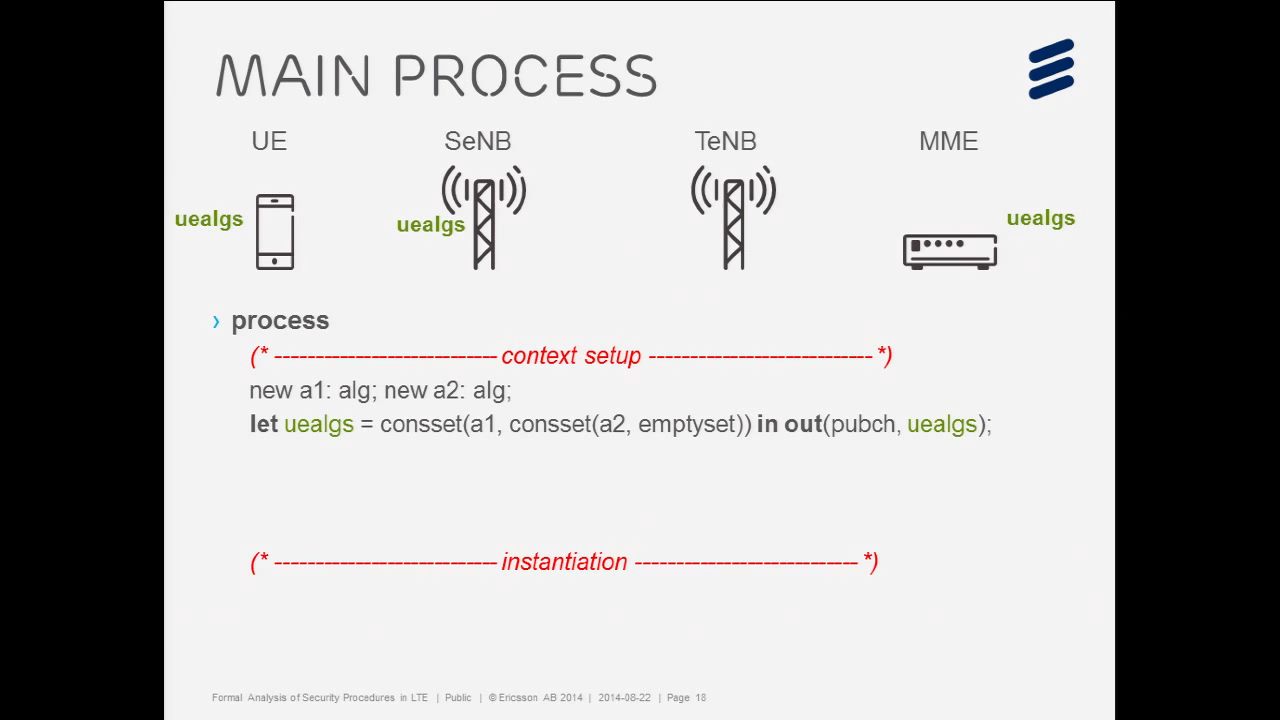 MAIN PROCESS
UE SeNB TeNB MME
uealgs uealgs uealgs
› process
(* --------------------------- context setup --------------------------- *)
new a1: alg; new a2: alg;
let uealgs = consset(a1, consset(a2, emptyset)) in out(pubch, uealgs);
(* --------------------------- instantiation --------------------------- *)
Formal Analysis of Security Procedures in LTE | Public | © Ericsson AB 2014 | 2014-08-22 | Page 18